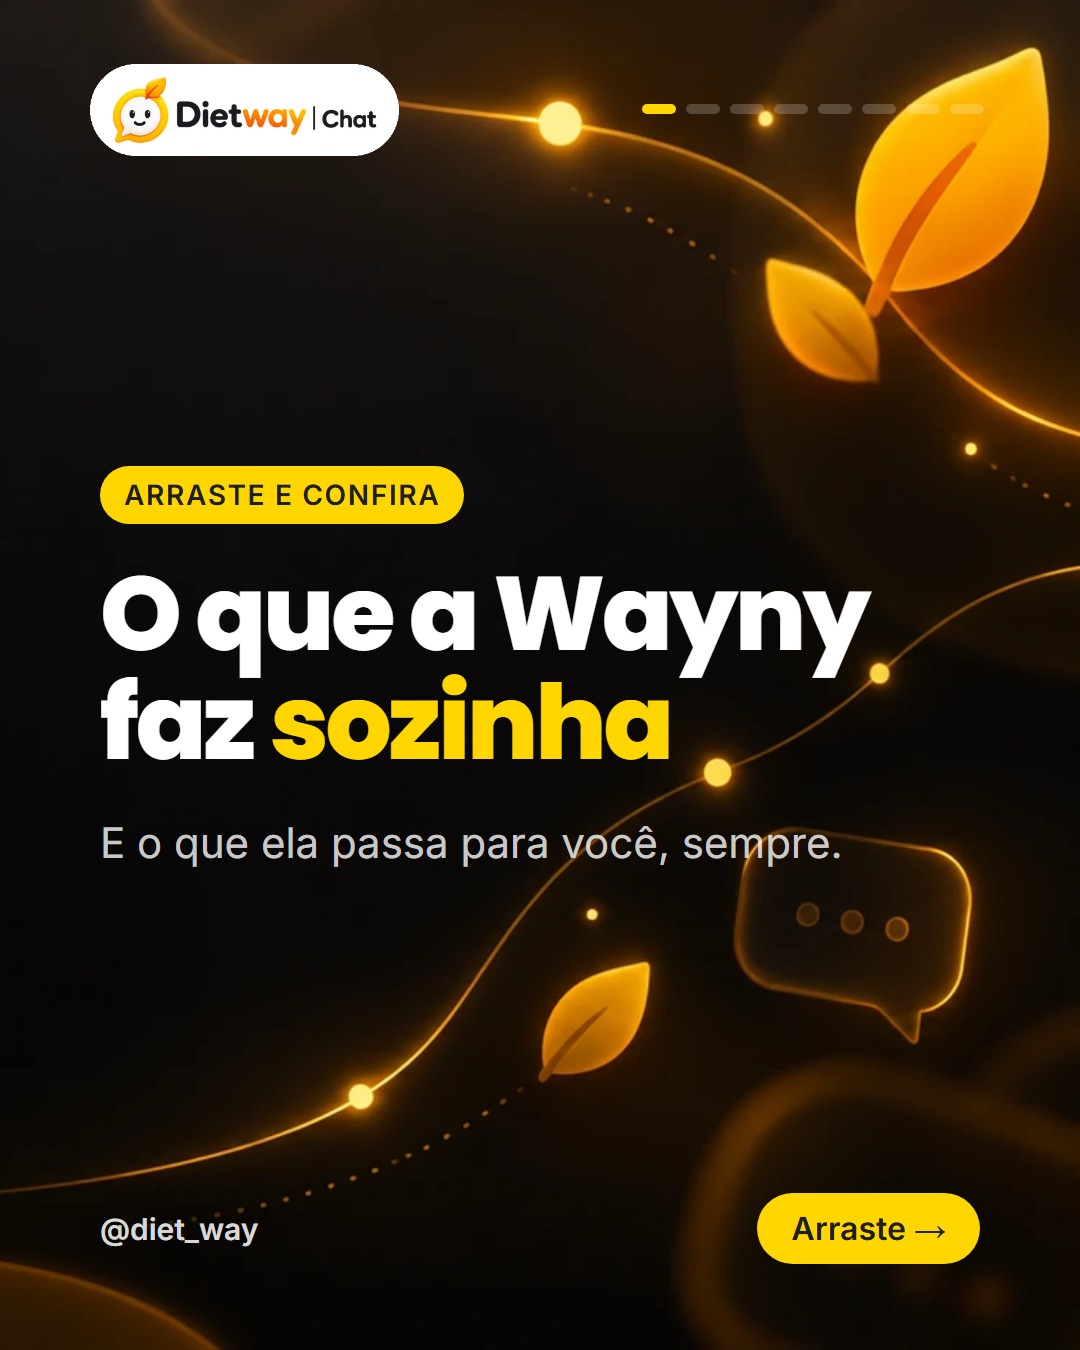 Dietway | Chat
ARRASTE E CONFIRA
O que a Wayny
faz sozinha
E o que ela passa para você, sempre.
@diet_way
Arraste →